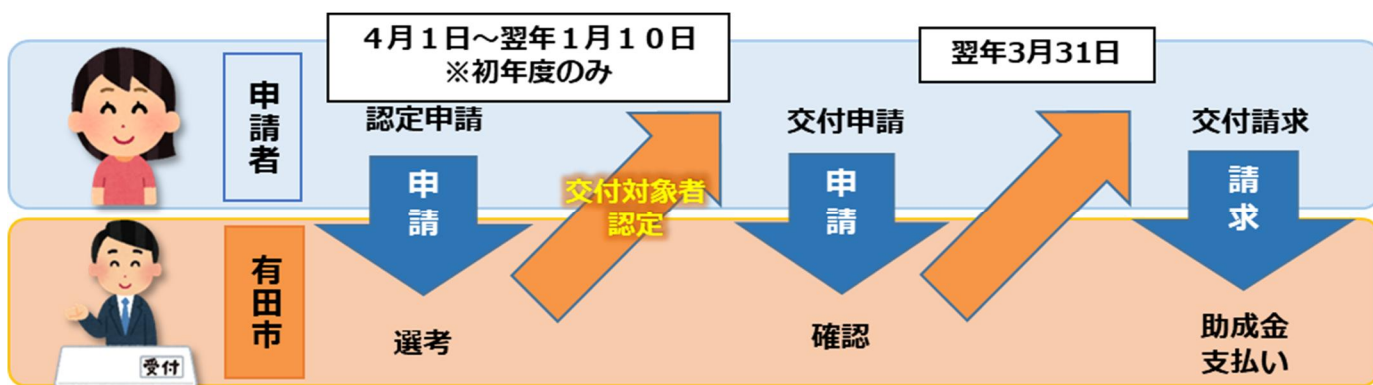 4月1日~翌年1月10日
※初年度のみ
翌年3月31日
申請者
認定申請
交付申請
交付請求
申請
交付対象者
認定
申請
請求
有田市
受付
選考
確認
助成金
支払い